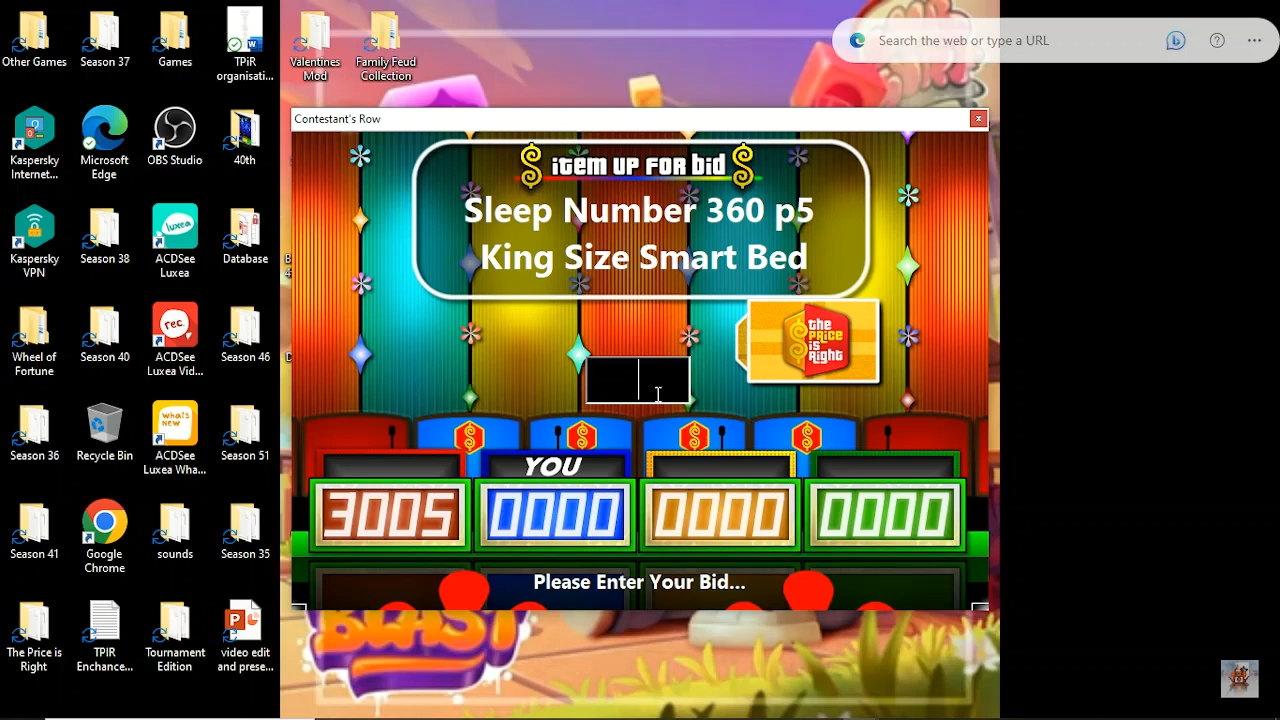 Other Games
Season 37
Games
TPiR
organisati...
Valentines
Mod
Family Feud
Collection
Search the web or type a URL
Kaspersky
Internet...
Microsoft
Edge
OBS Studio
40th
Contestant's Row
x
item up for bid
Sleep Number 360 p5
King Size Smart Bed
Kaspersky
VPN
Season 38
luxea
ACDSee
Luxea
Database
the
PRICE
is
Right
Wheel of
Fortune
Season 40
rec.
ACDSee
Luxea Vid...
Season 46
Season 36
Recycle Bin
what's
new
ACDSee
Luxea Wha...
Season 51
YOU
3005
0000
0000
0000
Season 41
Google
Chrome
sounds
Season 35
Please Enter Your Bid...
BLAST
The Price is
Right
TPIR
Enchance...
Tournament
Edition
video edit
and prese...